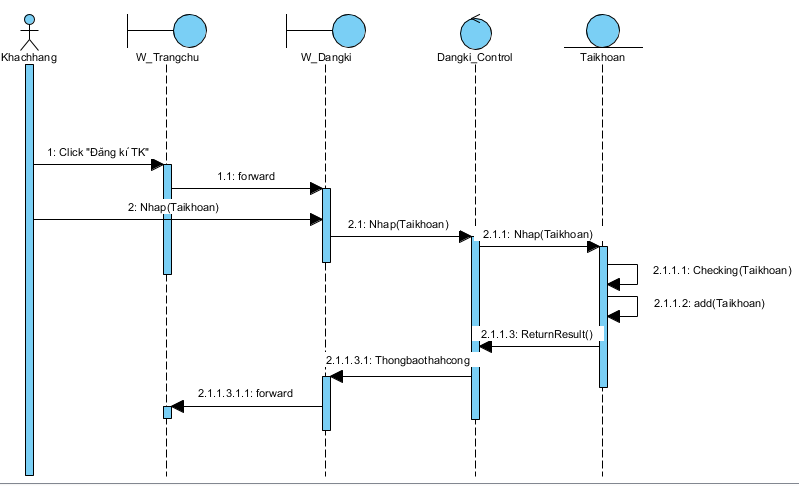 Khachhang
W_Trangchu
W_Dangki
Dangki_Control
Taikhoan
1: Click "Đăng kí TK"
1.1: forward
2: Nhap(Taikhoan)
2.1: Nhap(Taikhoan)
2.1.1: Nhap(Taikhoan)
2.1.1.1: Checking(Taikhoan)
2.1.1.2: add(Taikhoan)
2.1.1.3: ReturnResult()
2.1.1.3.1: Thongbaothahcong
2.1.1.3.1.1: forward